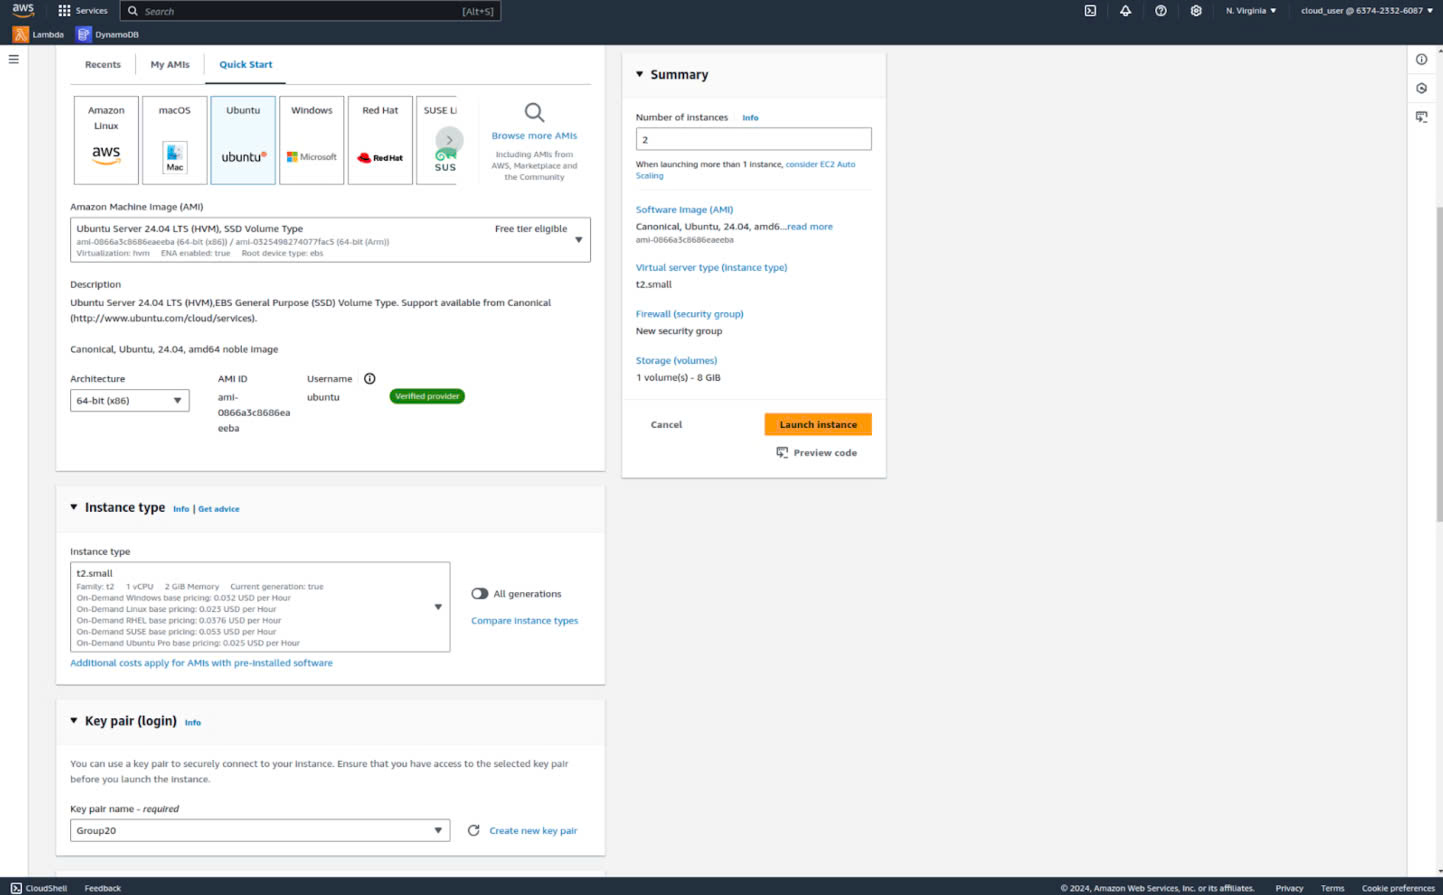 aws
Services
Search
[Alt+S]
N. Virginia
cloud_user @ 6374-2332-6087
Lambda
DynamoDB
Recents
My AMIs
Quick Start
Amazon
Linux
aws
macOS
Mac
Ubuntu
ubuntu
Windows
Microsoft
Red Hat
RedHat
SUSE Li
SUS
Browse more AMIs
Including AMIs from
AWS, Marketplace and
the Community
Amazon Machine Image (AMI)
Ubuntu Server 24.04 LTS (HVM), SSD Volume Type
Free tier eligible
ami-0866a3c8686eaeeba (64-bit (x86)) / ami-0325498274077fac5 (64-bit (Arm))
Virtualization: hvm ENA enabled: true Root device type: ebs
Description
Ubuntu Server 24.04 LTS (HVM),EBS General Purpose (SSD) Volume Type. Support available from Canonical
(http://www.ubuntu.com/cloud/services).
Canonical, Ubuntu, 24.04, amd64 noble image
Architecture
64-bit (x86)
AMI ID
ami-
0866a3c8686ea
eeba
Username
ubuntu
Verified provider
Instance type Info | Get advice
Instance type
t2.small
Family: t2 1 vCPU 2 GiB Memory Current generation: true
On-Demand Windows base pricing: 0.032 USD per Hour
On-Demand Linux base pricing: 0.023 USD per Hour
On-Demand RHEL base pricing: 0.0376 USD per Hour
On-Demand SUSE base pricing: 0.053 USD per Hour
On-Demand Ubuntu Pro base pricing: 0.025 USD per Hour
All generations
Compare instance types
Additional costs apply for AMIs with pre-installed software
Key pair (login) Info
You can use a key pair to securely connect to your instance. Ensure that you have access to the selected key pair
before you launch the instance.
Key pair name - required
Group20
Create new key pair
Summary
Number of instances Info
2
When launching more than 1 instance, consider EC2 Auto
Scaling
Software Image (AMI)
Canonical, Ubuntu, 24.04, amd6...read more
ami-0866a3c8686eaeeba
Virtual server type (instance type)
t2.small
Firewall (security group)
New security group
Storage (volumes)
1 volume(s) - 8 GiB
Cancel
Launch instance
Preview code
CloudShell
Feedback
© 2024, Amazon Web Services, Inc. or its affiliates.
Privacy
Terms
Cookie preferences